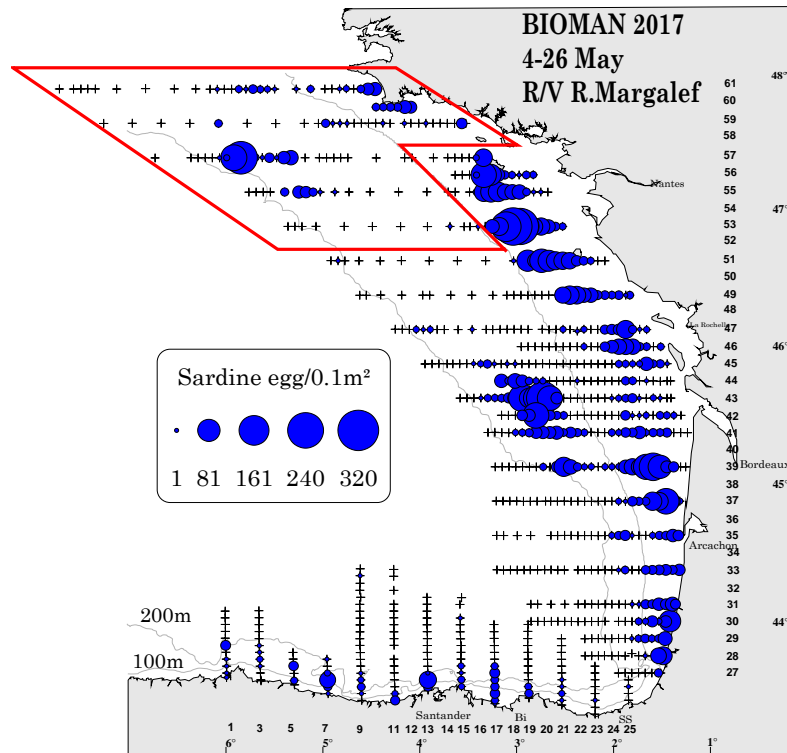 BIOMAN 2017
4-26 May
R/V R.Margalef
48°
61
60
59
58
57
56
Nantes
55
54
47°
53
52
51
50
49
48
La Rochelle
47
46
46°
45
44
43
42
41
40
Bordeaux
39
38
45°
37
36
35
Arcachon
34
33
32
31
30
44°
29
28
27
Sardine egg/0.1m²
1 81 161 240 320
200m
100m
Santander Bi SS
1 3 5 7 9 11 12 13 14 15 16 17 18 19 20 21 22 23 24 25
6° 5° 4° 3° 2° 1°